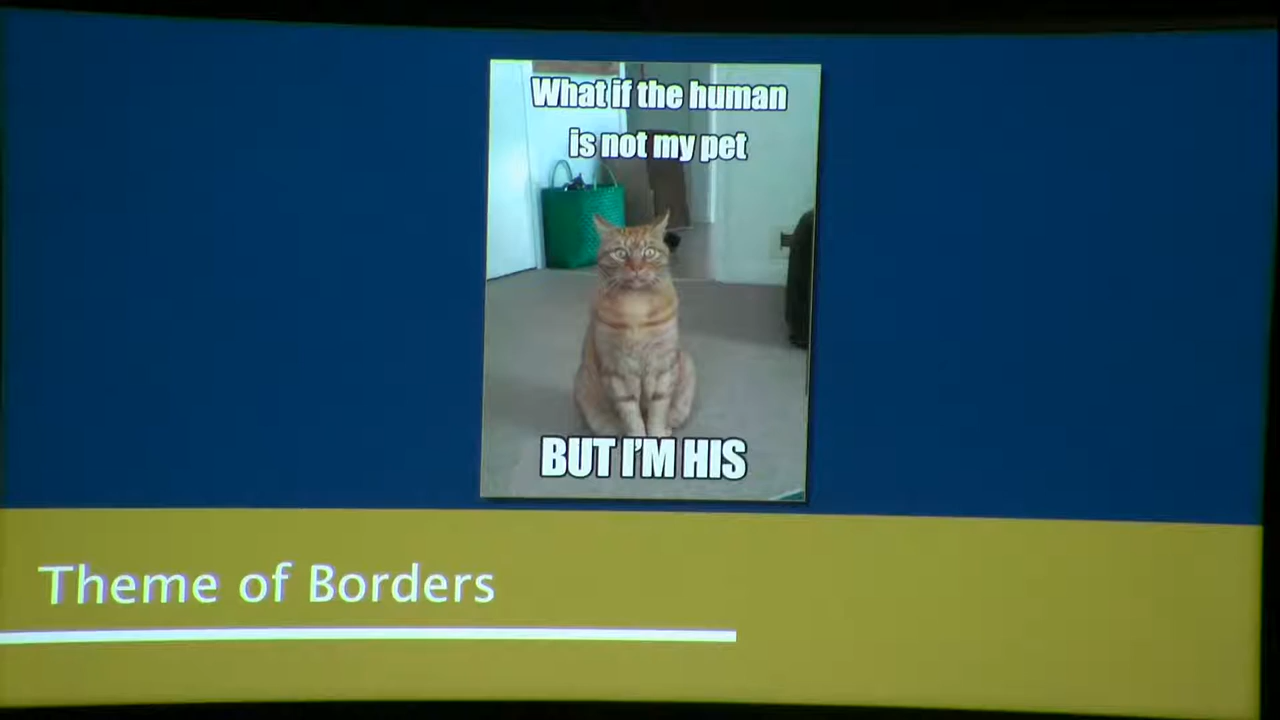 What if the human
is not my pet
BUT I'M HIS
Theme of Borders